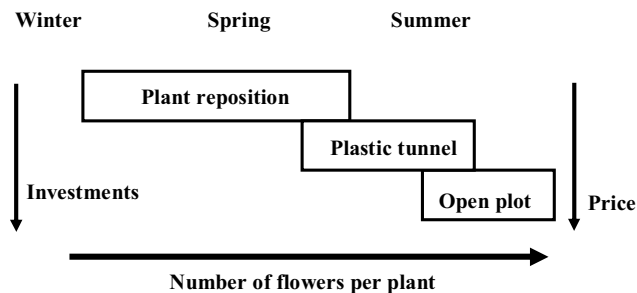 Winter Spring Summer
Plant reposition
Plastic tunnel
Investments
Open plot
Price
Number of flowers per plant